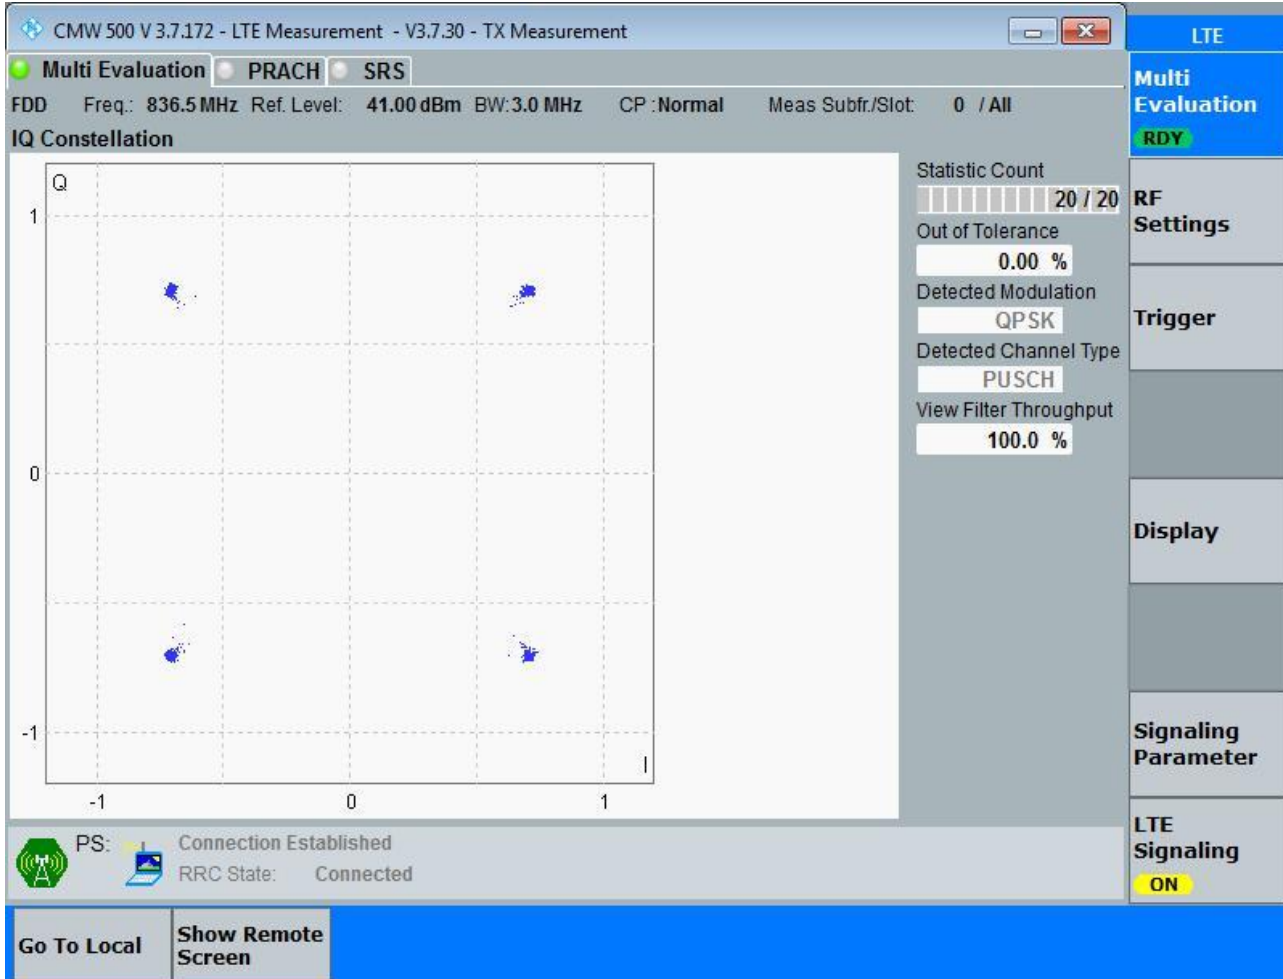 CMW 500 V 3.7.172 - LTE Measurement - V3.7.30 - TX Measurement
LTE
Multi Evaluation PRACH SRS
Multi
Evaluation
RDY
FDD Freq.: 836.5 MHz Ref. Level: 41.00 dBm BW: 3.0 MHz CP : Normal Meas Subfr./Slot: 0 / All
IQ Constellation
Q
1
0
-1
I
-1 0 1
Statistic Count
20 / 20
Out of Tolerance
0.00 %
Detected Modulation
QPSK
Detected Channel Type
PUSCH
View Filter Throughput
100.0 %
RF
Settings
Trigger
Display
Signaling
Parameter
LTE
Signaling
ON
PS: Connection Established
RRC State: Connected
Go To Local
Show Remote
Screen